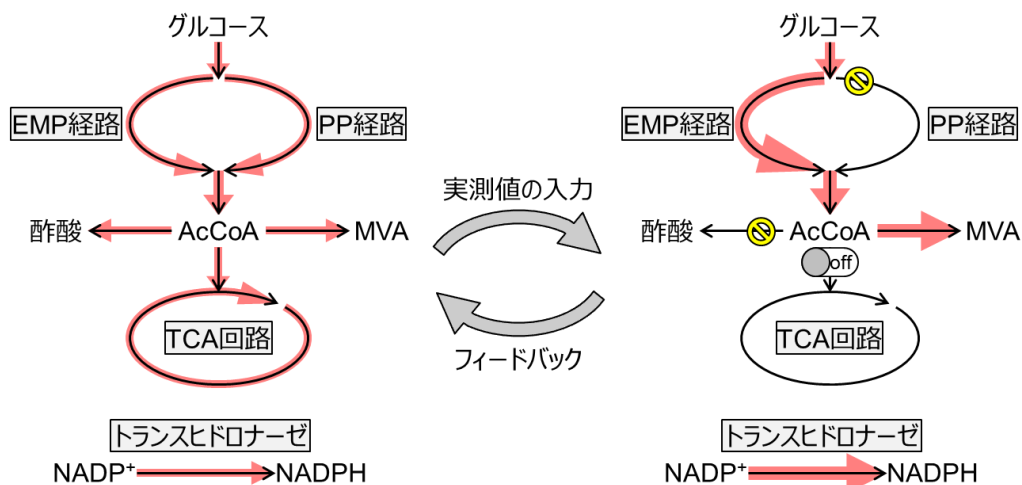 グルコース
EMP経路
PP経路
酢酸
AcCoA
MVA
TCA回路
トランスヒドロナーゼ
NADP⁺
NADPH
実測値の入力
フィードバック
グルコース
EMP経路
PP経路
酢酸
AcCoA
MVA
off
TCA回路
トランスヒドロナーゼ
NADP⁺
NADPH